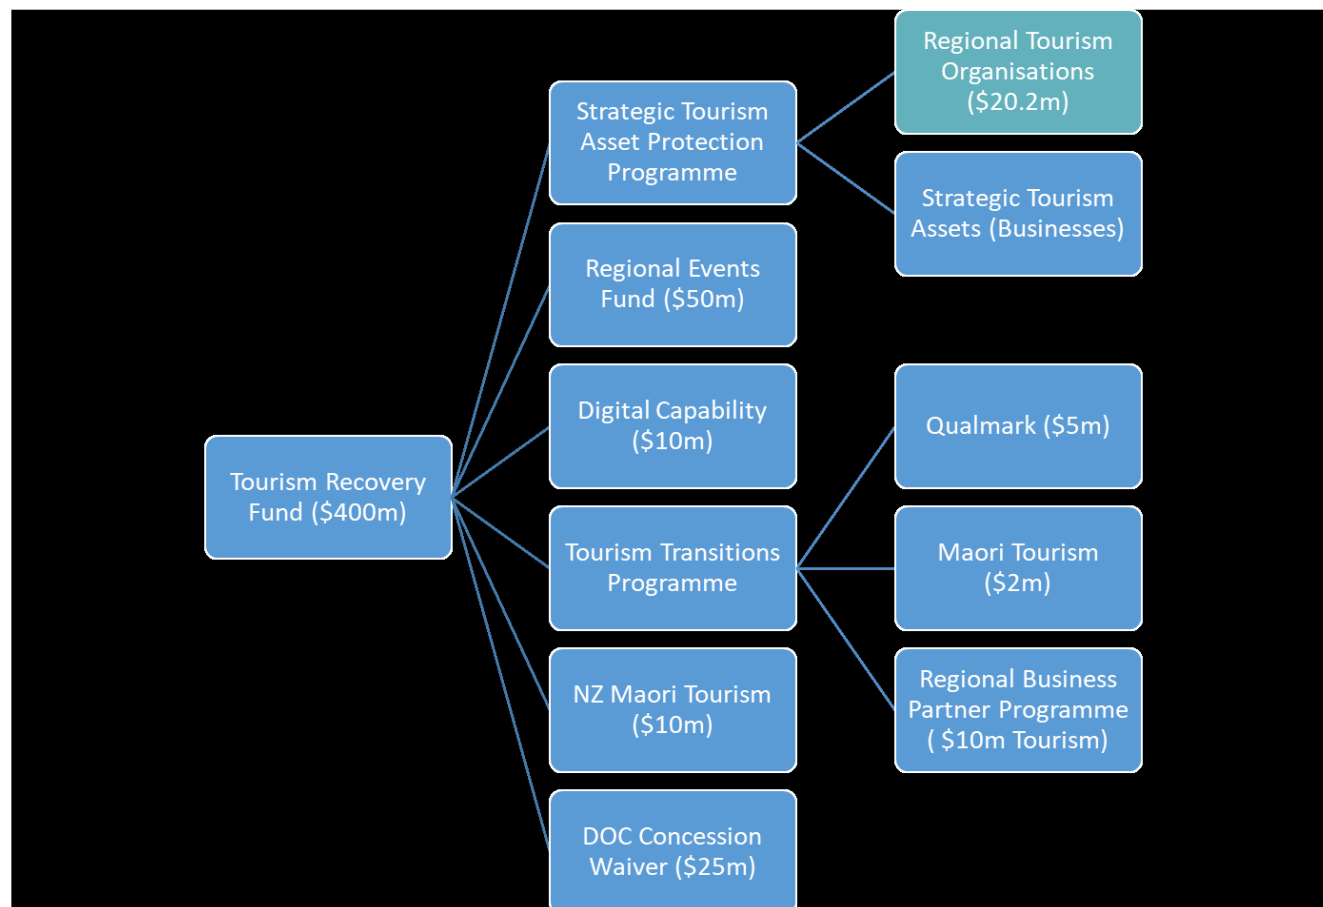 Tourism Recovery
Fund ($400m)
Strategic Tourism
Asset Protection
Programme
Regional Tourism
Organisations
($20.2m)
Strategic Tourism
Assets (Businesses)
Regional Events
Fund ($50m)
Digital Capability
($10m)
Tourism Transitions
Programme
Qualmark ($5m)
Maori Tourism
($2m)
Regional Business
Partner Programme
( $10m Tourism)
NZ Maori Tourism
($10m)
DOC Concession
Waiver ($25m)